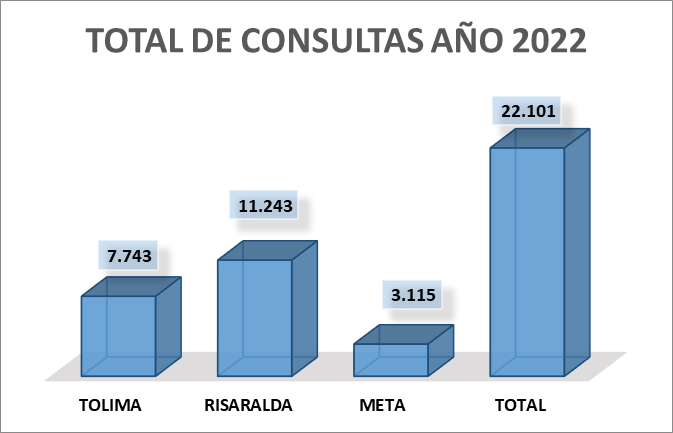 TOTAL DE CONSULTAS AÑO 2022
22.101
11.243
7.743
3.115
TOLIMA RISARALDA META TOTAL